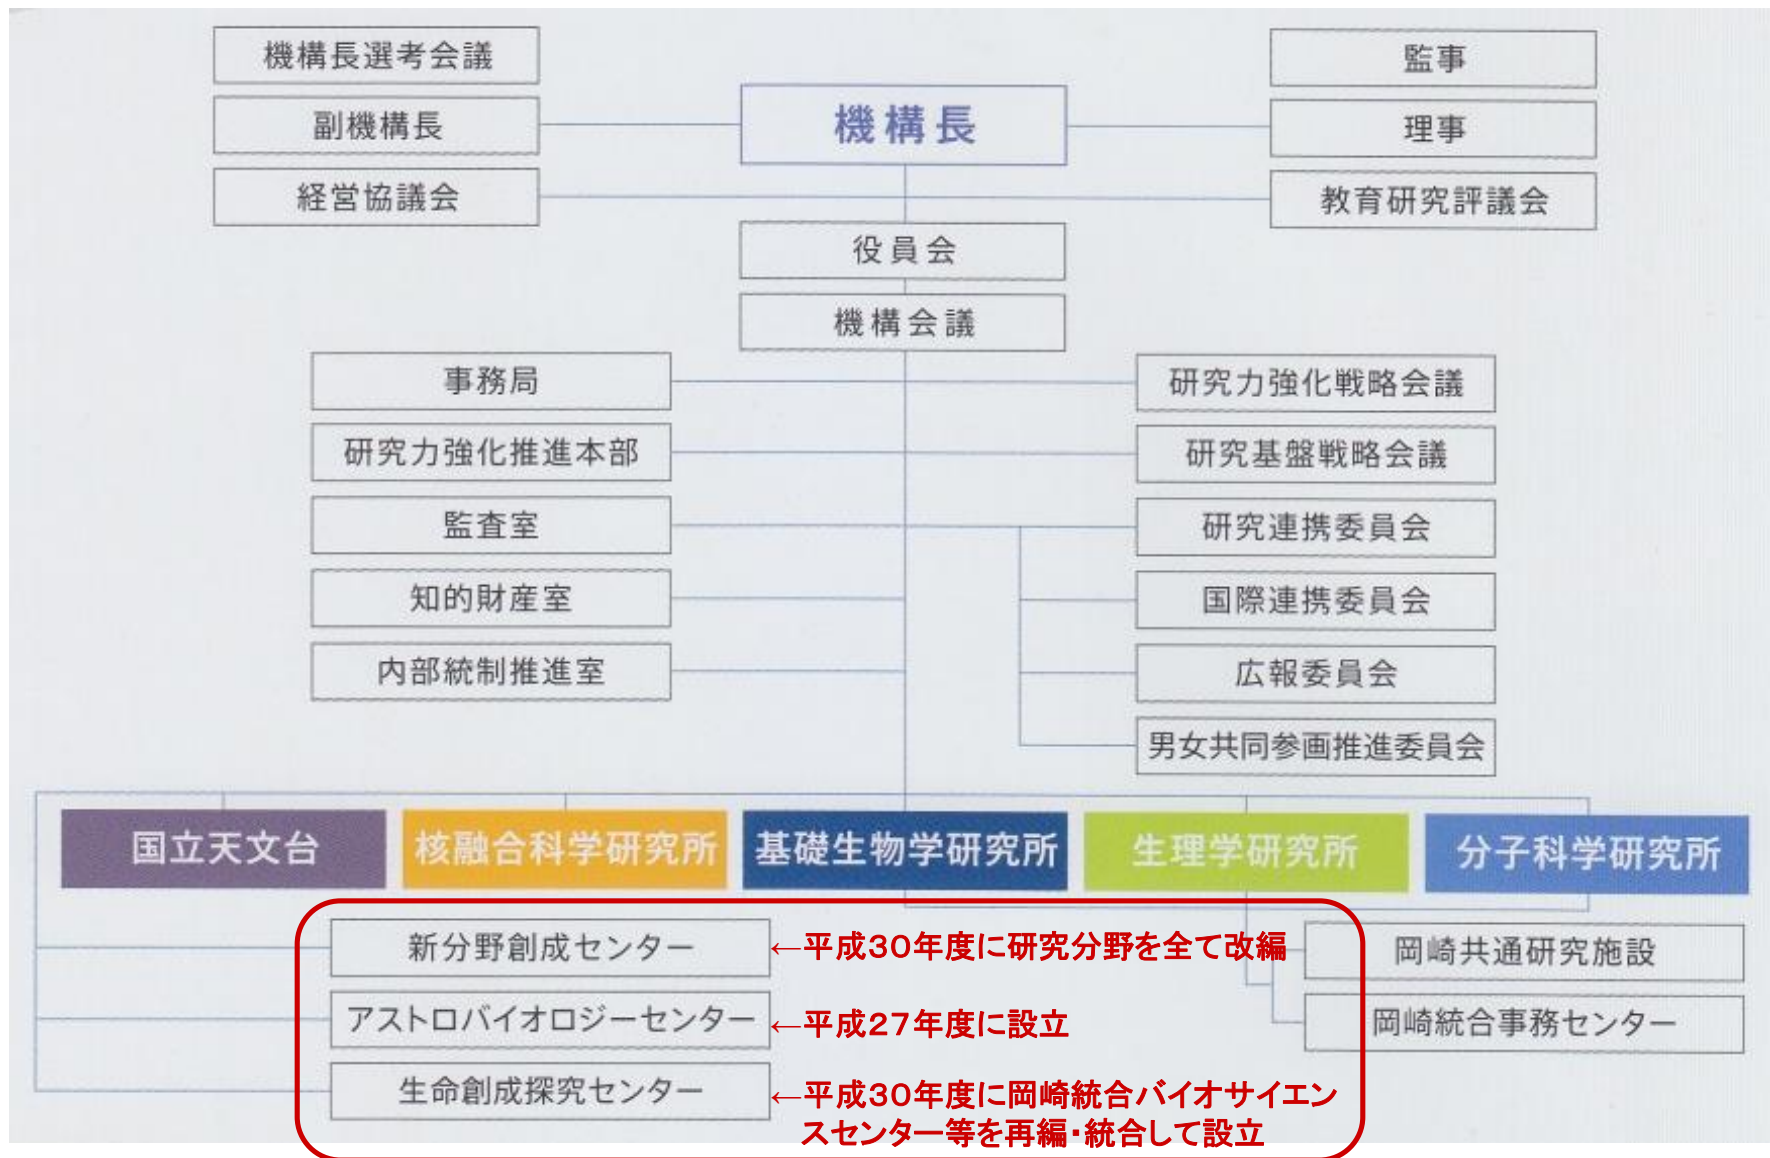 機構長選考会議
監事
機構長
副機構長
理事
経営協議会
教育研究評議会
役員会
機構会議
事務局
研究力強化戦略会議
研究力強化推進本部
研究基盤戦略会議
監査室
研究連携委員会
知的財産室
国際連携委員会
内部統制推進室
広報委員会
男女共同参画推進委員会
国立天文台
核融合科学研究所
基礎生物学研究所
生理学研究所
分子科学研究所
新分野創成センター
←平成30年度に研究分野を全て改編
岡崎共通研究施設
アストロバイオロジーセンター
←平成27年度に設立
岡崎統合事務センター
生命創成探究センター
←平成30年度に岡崎統合バイオサイエン
スセンター等を再編・統合して設立